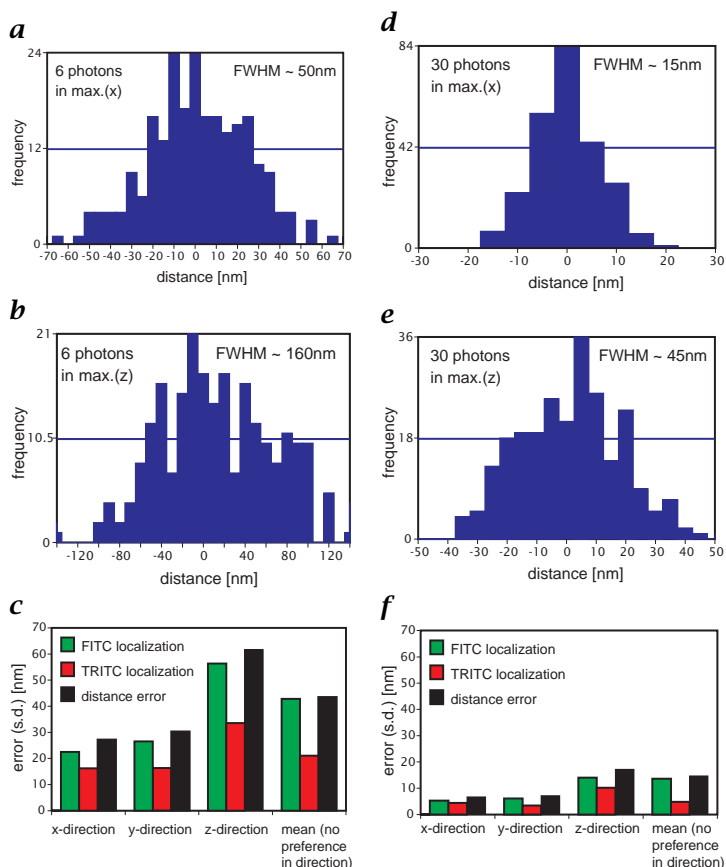 a
24
12
0
frequency
6 photons
in max.(x)
FWHM ~ 50nm
-70 -60 -50 -40 -30 -20 -10 0 10 20 30 40 50 60 70
distance [nm]
d
84
42
0
frequency
30 photons
in max.(x)
FWHM ~ 15nm
-30 -20 -10 0 10 20 30
distance [nm]
b
21
10.5
0
frequency
6 photons
in max.(z)
FWHM ~ 160nm
-120 -80 -40 0 40 80 120
distance [nm]
e
36
18
0
frequency
30 photons
in max.(z)
FWHM ~ 45nm
-50 -40 -30 -20 -10 0 10 20 30 40 50
distance [nm]
c
70
60
50
40
30
20
10
0
error (s.d.) [nm]
FITC localization
TRITC localization
distance error
x-direction y-direction z-direction mean (no
preference
in direction)
f
70
60
50
40
30
20
10
0
error (s.d.) [nm]
FITC localization
TRITC localization
distance error
x-direction y-direction z-direction mean (no
preference
in direction)